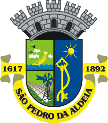 1617 1892
SÃO PEDRO DA ALDEIA